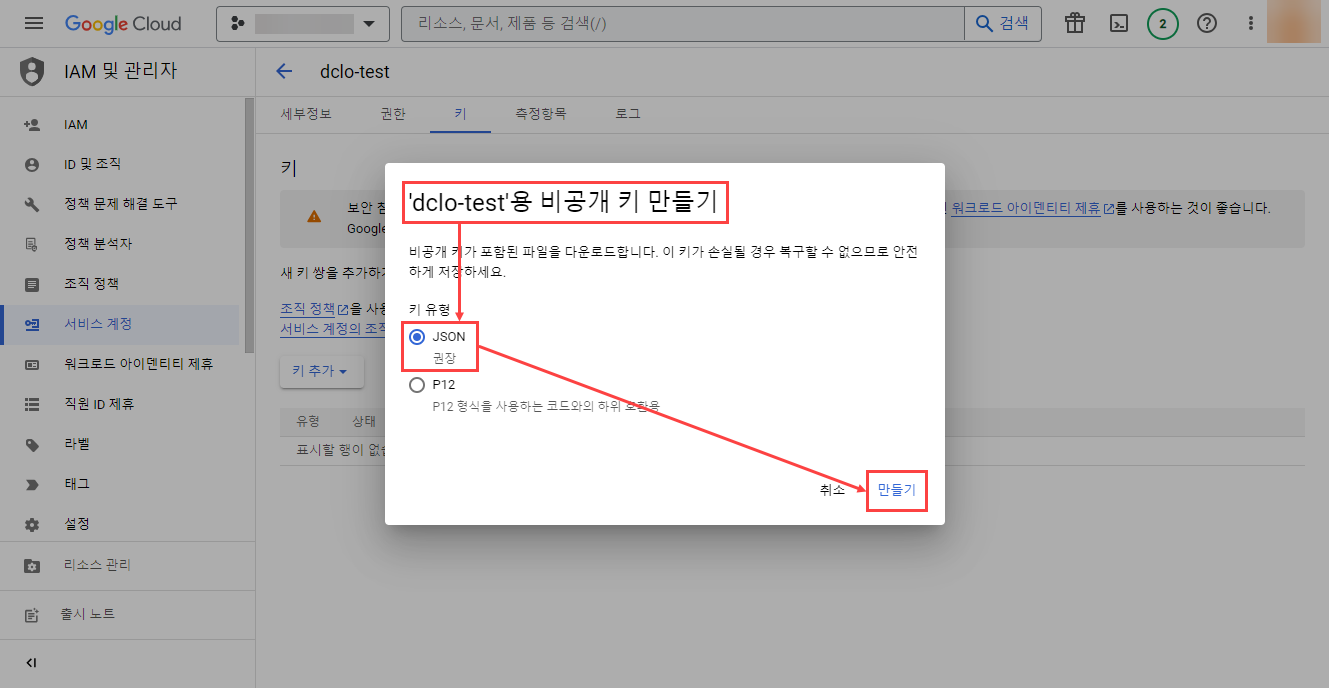 Google Cloud
리소스, 문서, 제품 등 검색(/)
검색
2
IAM 및 관리자
dclo-test
세부정보
권한
키
측정항목
로그
IAM
ID 및 조직
정책 문제 해결 도구
정책 분석자
조직 정책
서비스 계정
워크로드 아이덴티티 제휴
직원 ID 제휴
라벨
태그
설정
리소스 관리
출시 노트
키
보안
워크로드 아이덴티티 제휴를 사용하는 것이 좋습니다.
Google
새 키 쌍을 추가하
조직 정책을 사용
서비스 계정의 조직
키 추가
유형 상태
표시할 행이
'dclo-test'용 비공개 키 만들기
비공개 키가 포함된 파일을 다운로드합니다. 이 키가 손실될 경우 복구할 수 없으므로 안전
하게 저장하세요.
키 유형
JSON
권장
P12
P12 형식을 사용하는 코드와의 하위 호환용
취소
만들기